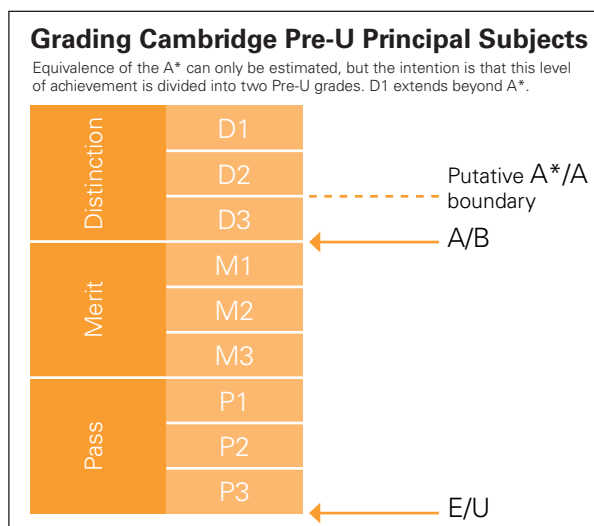 Grading Cambridge Pre-U Principal Subjects
Equivalence of the A* can only be estimated, but the intention is that this level
of achievement is divided into two Pre-U grades. D1 extends beyond A*.
Distinction
D1
D2
D3
Putative A*/A
boundary
A/B
Merit
M1
M2
M3
Pass
P1
P2
P3
E/U